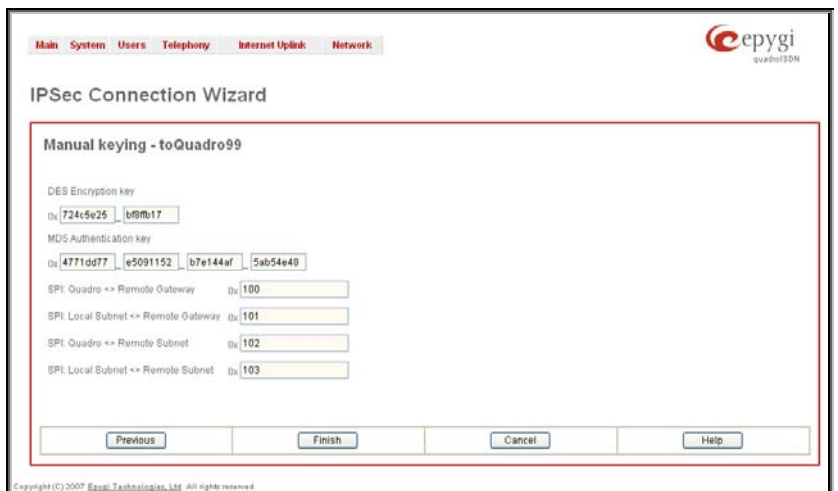 Main System Users Telephony Internet Uplink Network
epygi
quadroISDN
IPSec Connection Wizard
Manual keying - toQuadro99
DES Encryption key
0x 724c5e25 _ bf8ffb17
MD5 Authentication key
0x 4771dd77 _ e5091152 _ b7e144af _ 5ab54e48
SPI: Quadro <> Remote Gateway 0x 100
SPI: Local Subnet <> Remote Gateway 0x 101
SPI: Quadro <> Remote Subnet 0x 102
SPI: Local Subnet <> Remote Subnet 0x 103
Previous Finish Cancel Help
Copyright (C) 2007 Epygi Technologies, Ltd. All rights reserved.